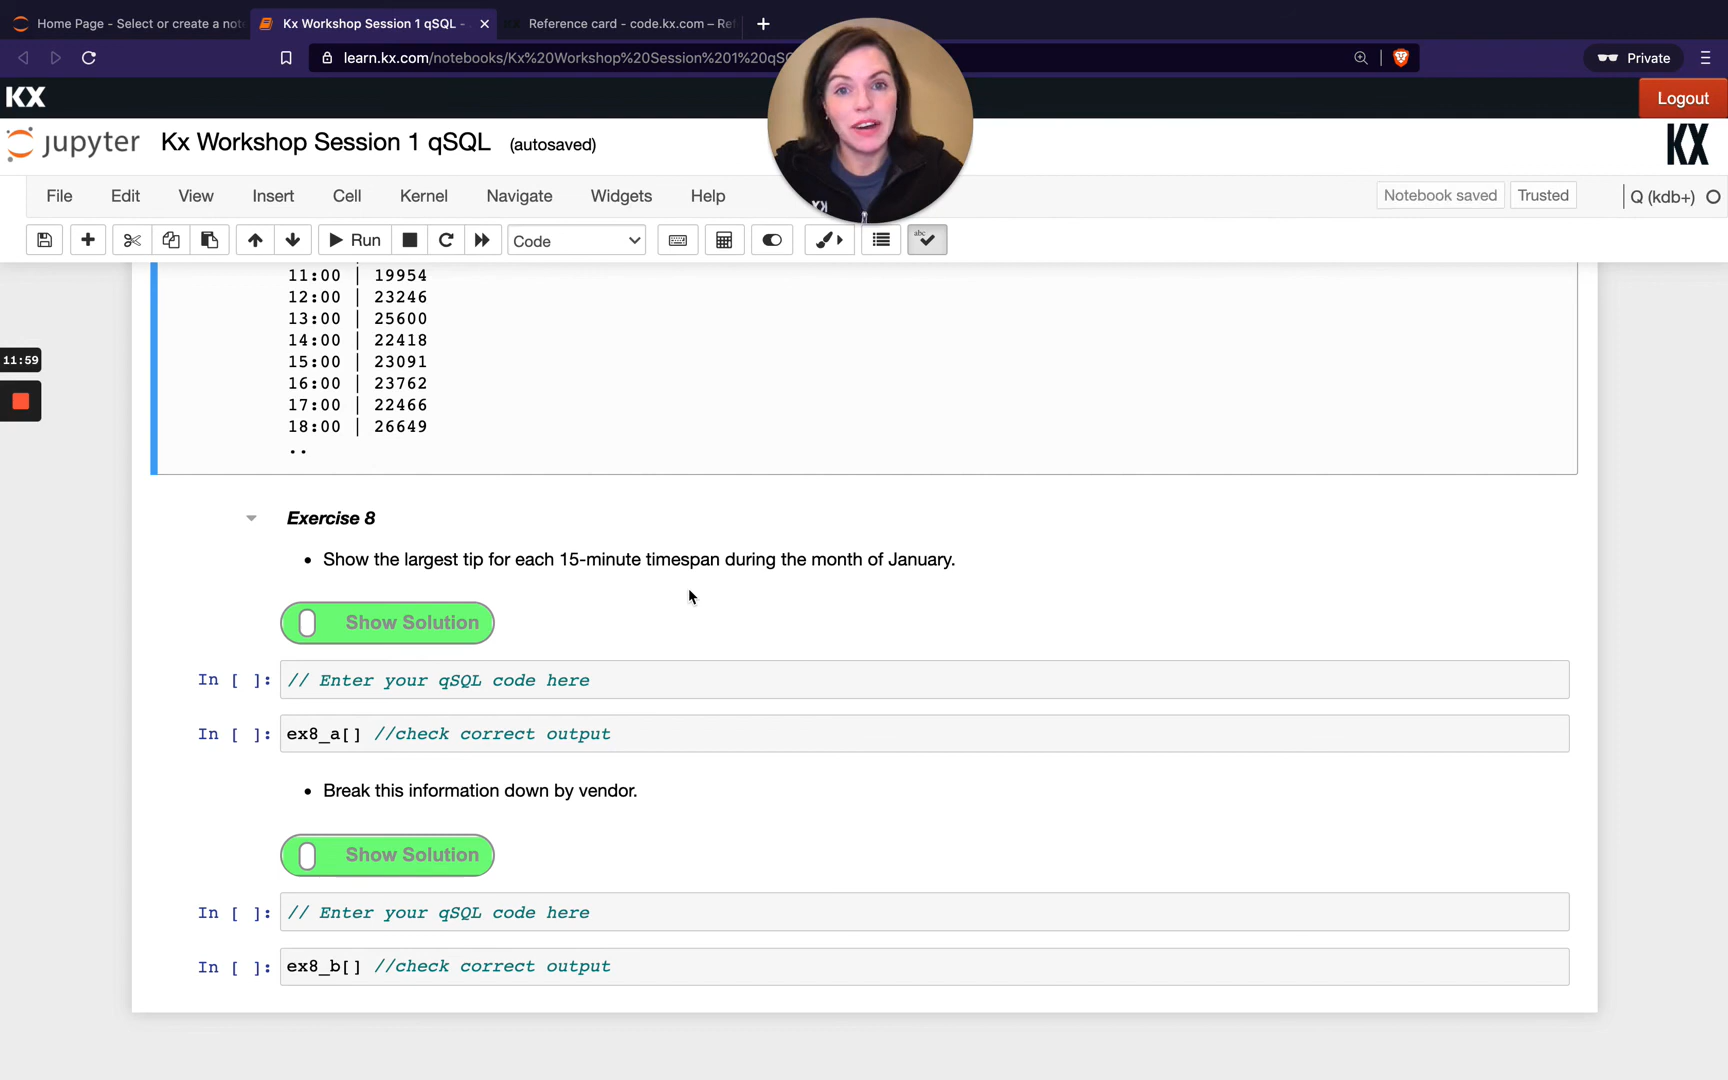 Home Page - Select or create a note
Kx Workshop Session 1 qSQL -
Reference card - code.kx.com – Ref
learn.kx.com/notebooks/Kx%20Workshop%20Session%201%20qSQ
Private
KX
Logout
jupyter
Kx Workshop Session 1 qSQL (autosaved)
KX
File Edit View Insert Cell Kernel Navigate Widgets Help
Notebook saved
Trusted
Q (kdb+)
Run
Code
abc
11:00 | 19954
12:00 | 23246
13:00 | 25600
14:00 | 22418
15:00 | 23091
16:00 | 23762
17:00 | 22466
18:00 | 26649
..
11:59
Exercise 8
• Show the largest tip for each 15-minute timespan during the month of January.
Show Solution
In [ ]: // Enter your qSQL code here
In [ ]: ex8_a[] //check correct output
• Break this information down by vendor.
Show Solution
In [ ]: // Enter your qSQL code here
In [ ]: ex8_b[] //check correct output